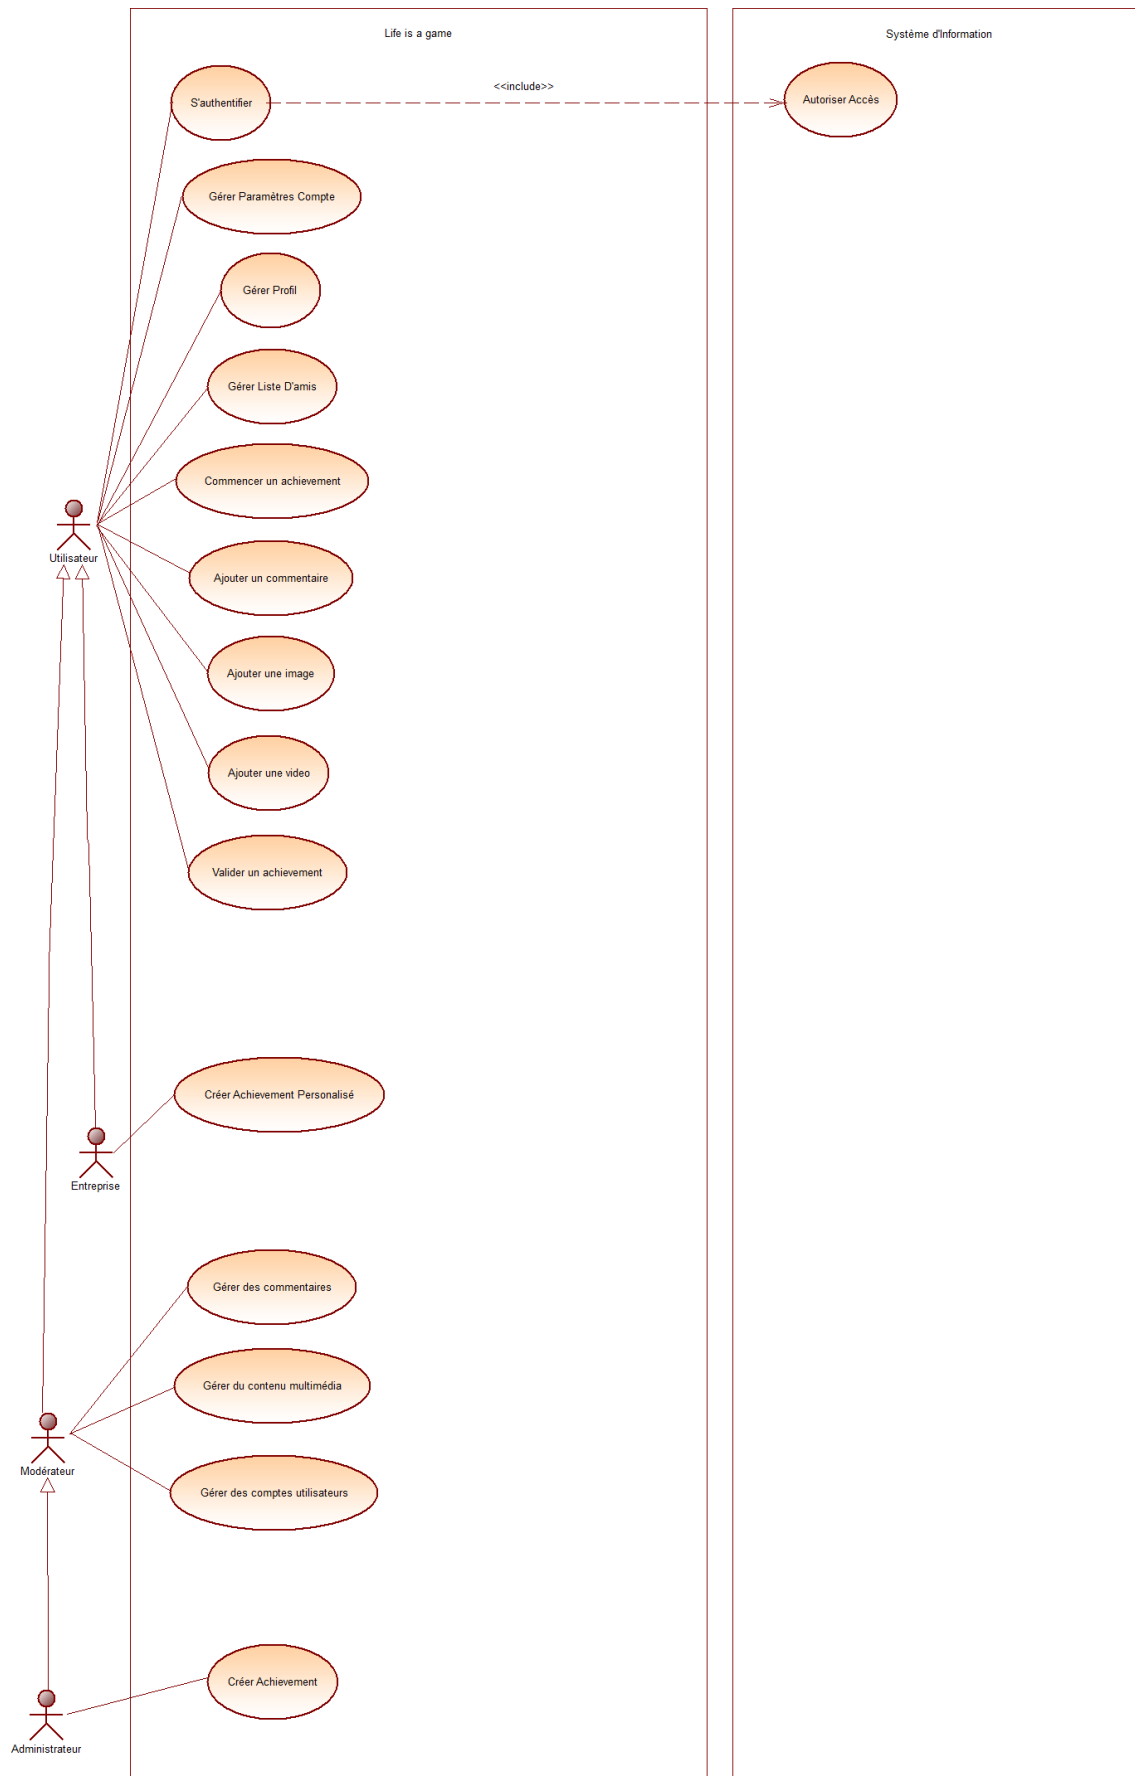 Life is a game
Système d'Information
S'authentifier
<<include>>
Autoriser Accès
Gérer Paramètres Compte
Gérer Profil
Gérer Liste D'amis
Commencer un achievement
Utilisateur
Ajouter un commentaire
Ajouter une image
Ajouter une video
Valider un achievement
Créer Achievement Personalisé
Entreprise
Gérer des commentaires
Gérer du contenu multimédia
Modérateur
Gérer des comptes utilisateurs
Créer Achievement
Administrateur